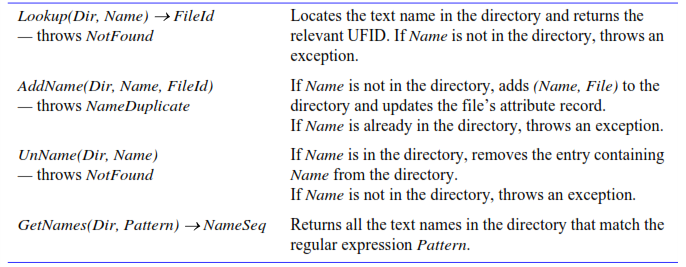 Lookup(Dir, Name) → FileId
— throws NotFound
Locates the text name in the directory and returns the
relevant UFID. If Name is not in the directory, throws an
exception.
AddName(Dir, Name, FileId)
— throws NameDuplicate
If Name is not in the directory, adds (Name, File) to the
directory and updates the file's attribute record.
If Name is already in the directory, throws an exception.
UnName(Dir, Name)
— throws NotFound
If Name is in the directory, removes the entry containing
Name from the directory.
If Name is not in the directory, throws an exception.
GetNames(Dir, Pattern) → NameSeq
Returns all the text names in the directory that match the
regular expression Pattern.